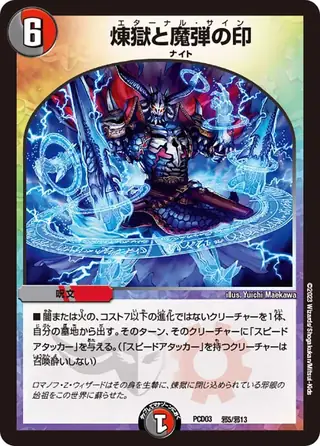 6
エターナル・サイン
煉獄と魔弾の印
ナイト
illus. Yuichi Maekawa
呪文
■闇または火の、コスト7以下の進化ではないクリーチャーを1体、
自分の墓地から出す。そのターン、そのクリーチャーに「スピード
アタッカー」を与える。(「スピードアタッカー」を持つクリーチャーは
召喚酔いしない)
ロマノフ・Z・ウィザードはその身を生贄に、煉獄に閉じ込められている邪眼の
始祖をこの世界に蘇らせた。
©2023 Wizards/Shogakukan/Mitsui-Kids
PCD03